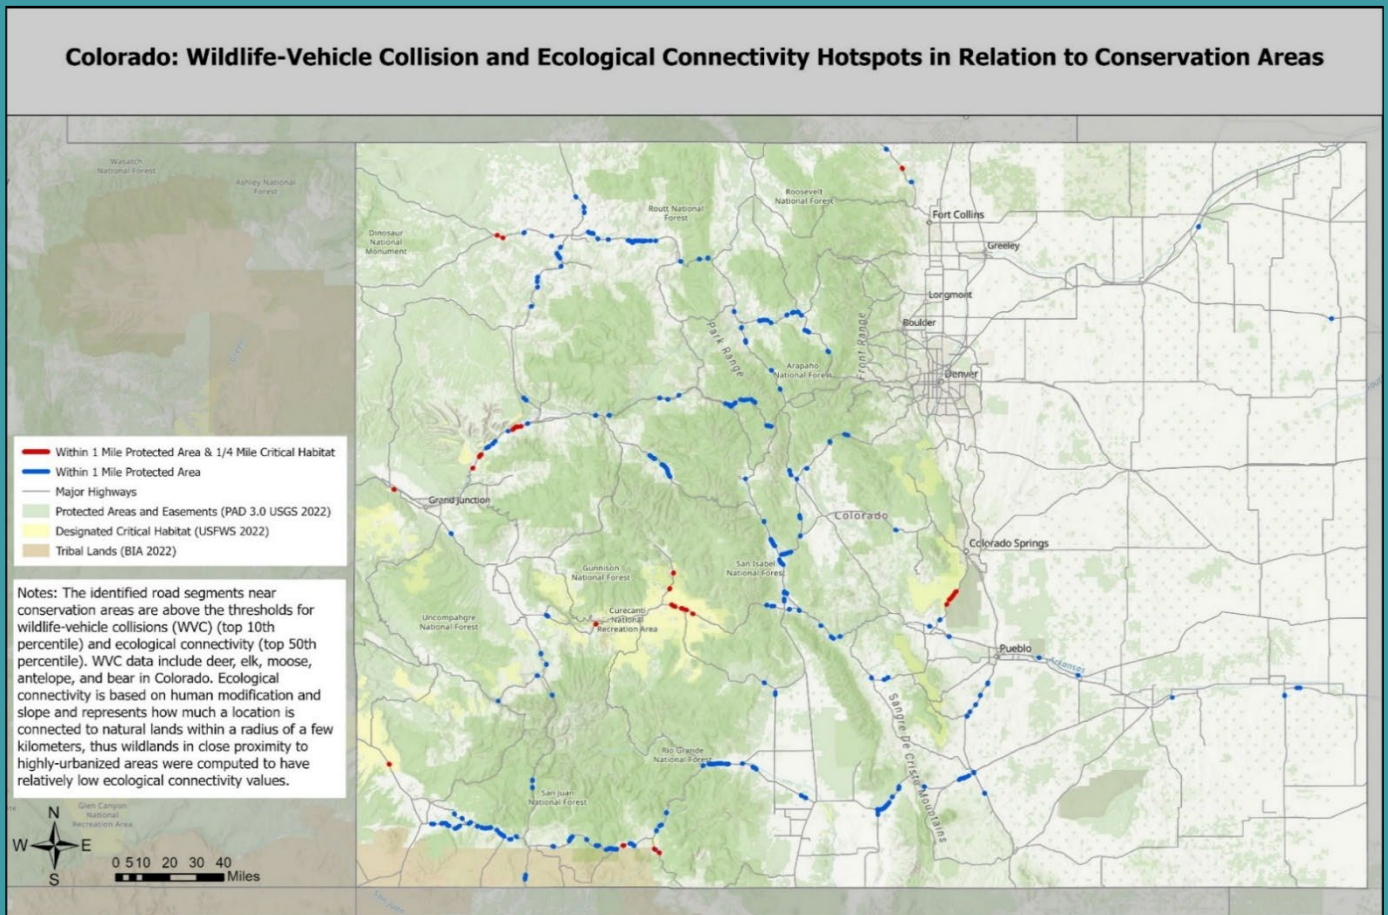 Colorado: Wildlife-Vehicle Collision and Ecological Connectivity Hotspots in Relation to Conservation Areas
Wasatch
National Forest
Ashley National
Forest
Dinosaur
National
Monument
Routt National
Forest
Roosevelt
National Forest
Fort Collins
Greeley
Longmont
Boulder
Front Range
Park Range
Denver
Arapaho
National Forest
Green
Within 1 Mile Protected Area & 1/4 Mile Critical Habitat
Within 1 Mile Protected Area
Major Highways
Protected Areas and Easements (PAD 3.0 USGS 2022)
Designated Critical Habitat (USFWS 2022)
Tribal Lands (BIA 2022)
Grand Junction
Colorado
Colorado Springs
Gunnison
National Forest
San Isabel
National Forest
Curecanti
National
Recreation Area
Uncompahgre
National Forest
Pueblo
Arkansas
Sangre De Cristo Mountains
Rio Grande
National Forest
San Juan
National Forest
Notes: The identified road segments near
conservation areas are above the thresholds for
wildlife-vehicle collisions (WVC) (top 10th
percentile) and ecological connectivity (top 50th
percentile). WVC data include deer, elk, moose,
antelope, and bear in Colorado. Ecological
connectivity is based on human modification and
slope and represents how much a location is
connected to natural lands within a radius of a few
kilometers, thus wildlands in close proximity to
highly-urbanized areas were computed to have
relatively low ecological connectivity values.
Glen Canyon
National
Recreation Area
N
W E
S
0 5 10 20 30 40
Miles
San Juan